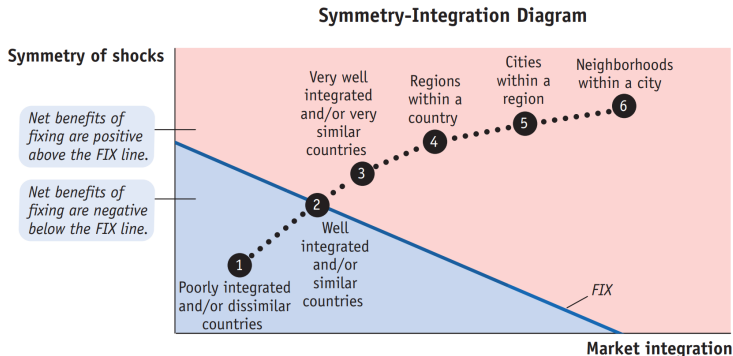 Symmetry-Integration Diagram
Symmetry of shocks
Net benefits of
fixing are positive
above the FIX line.
Net benefits of
fixing are negative
below the FIX line.
1
Poorly integrated
and/or dissimilar
countries
2
Well
integrated
and/or
similar
countries
Very well
integrated
and/or very
similar
countries
3
Regions
within a
country
4
Cities
within a
region
5
Neighborhoods
within a city
6
FIX
Market integration